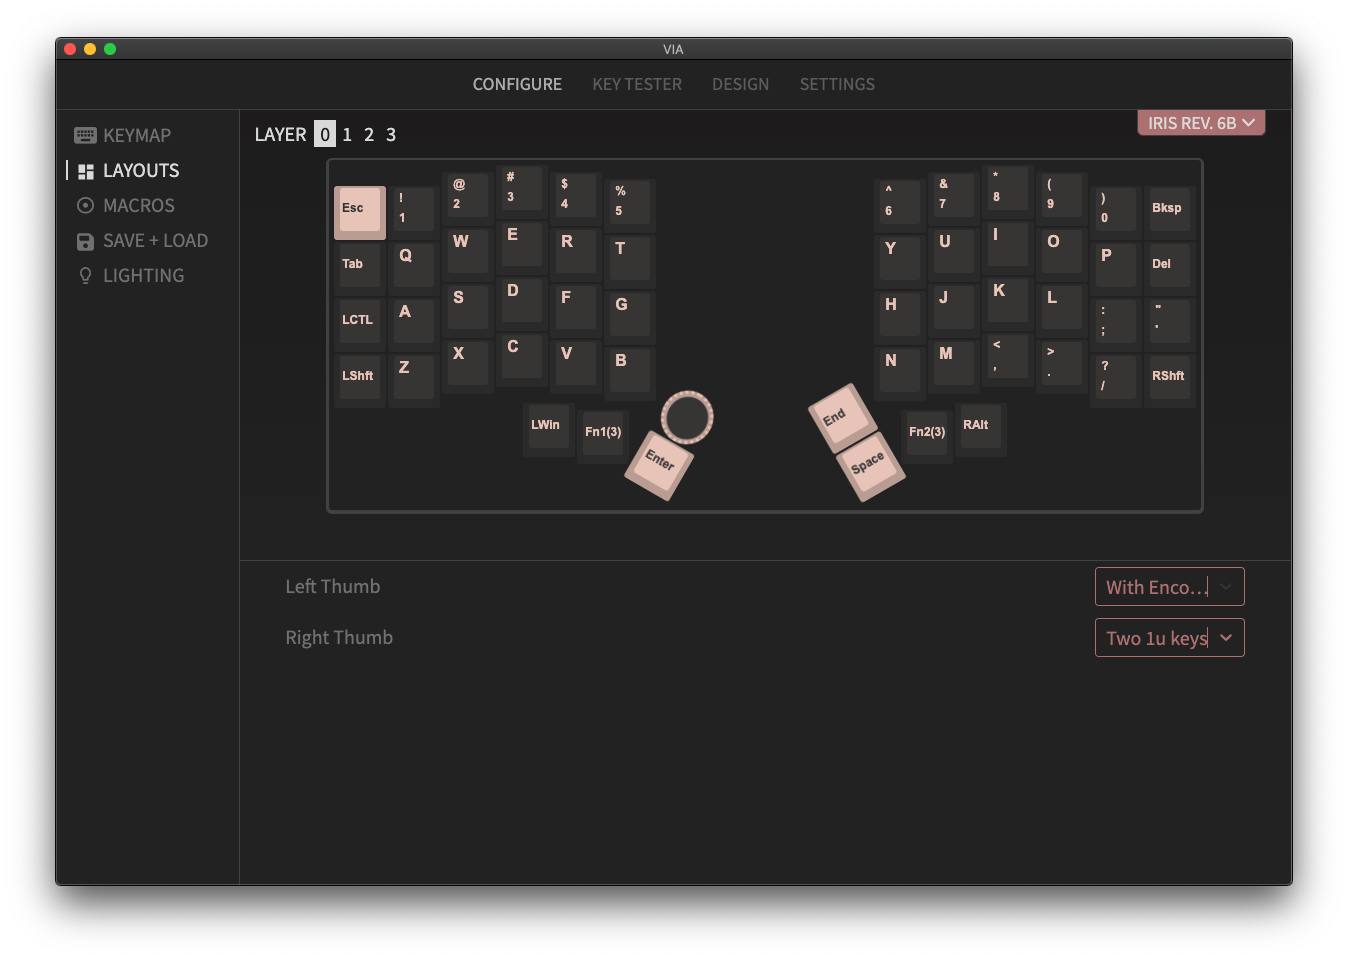 VIA
CONFIGURE KEY TESTER DESIGN SETTINGS
IRIS REV. 6B
KEYMAP
LAYOUTS
MACROS
SAVE + LOAD
LIGHTING
LAYER 0 1 2 3
Esc ! 1 @ 2 # 3 $ 4 % 5 ^ 6 & 7 * 8 ( 9 ) 0 Bksp
Tab Q W E R T Y U I O P Del
LCTL A S D F G H J K L : ; " '
LShft Z X C V B N M < , > . ? / RShft
LWin Fn1(3) Enter End Space Fn2(3) RAlt
Left Thumb With Enco...
Right Thumb Two 1u keys